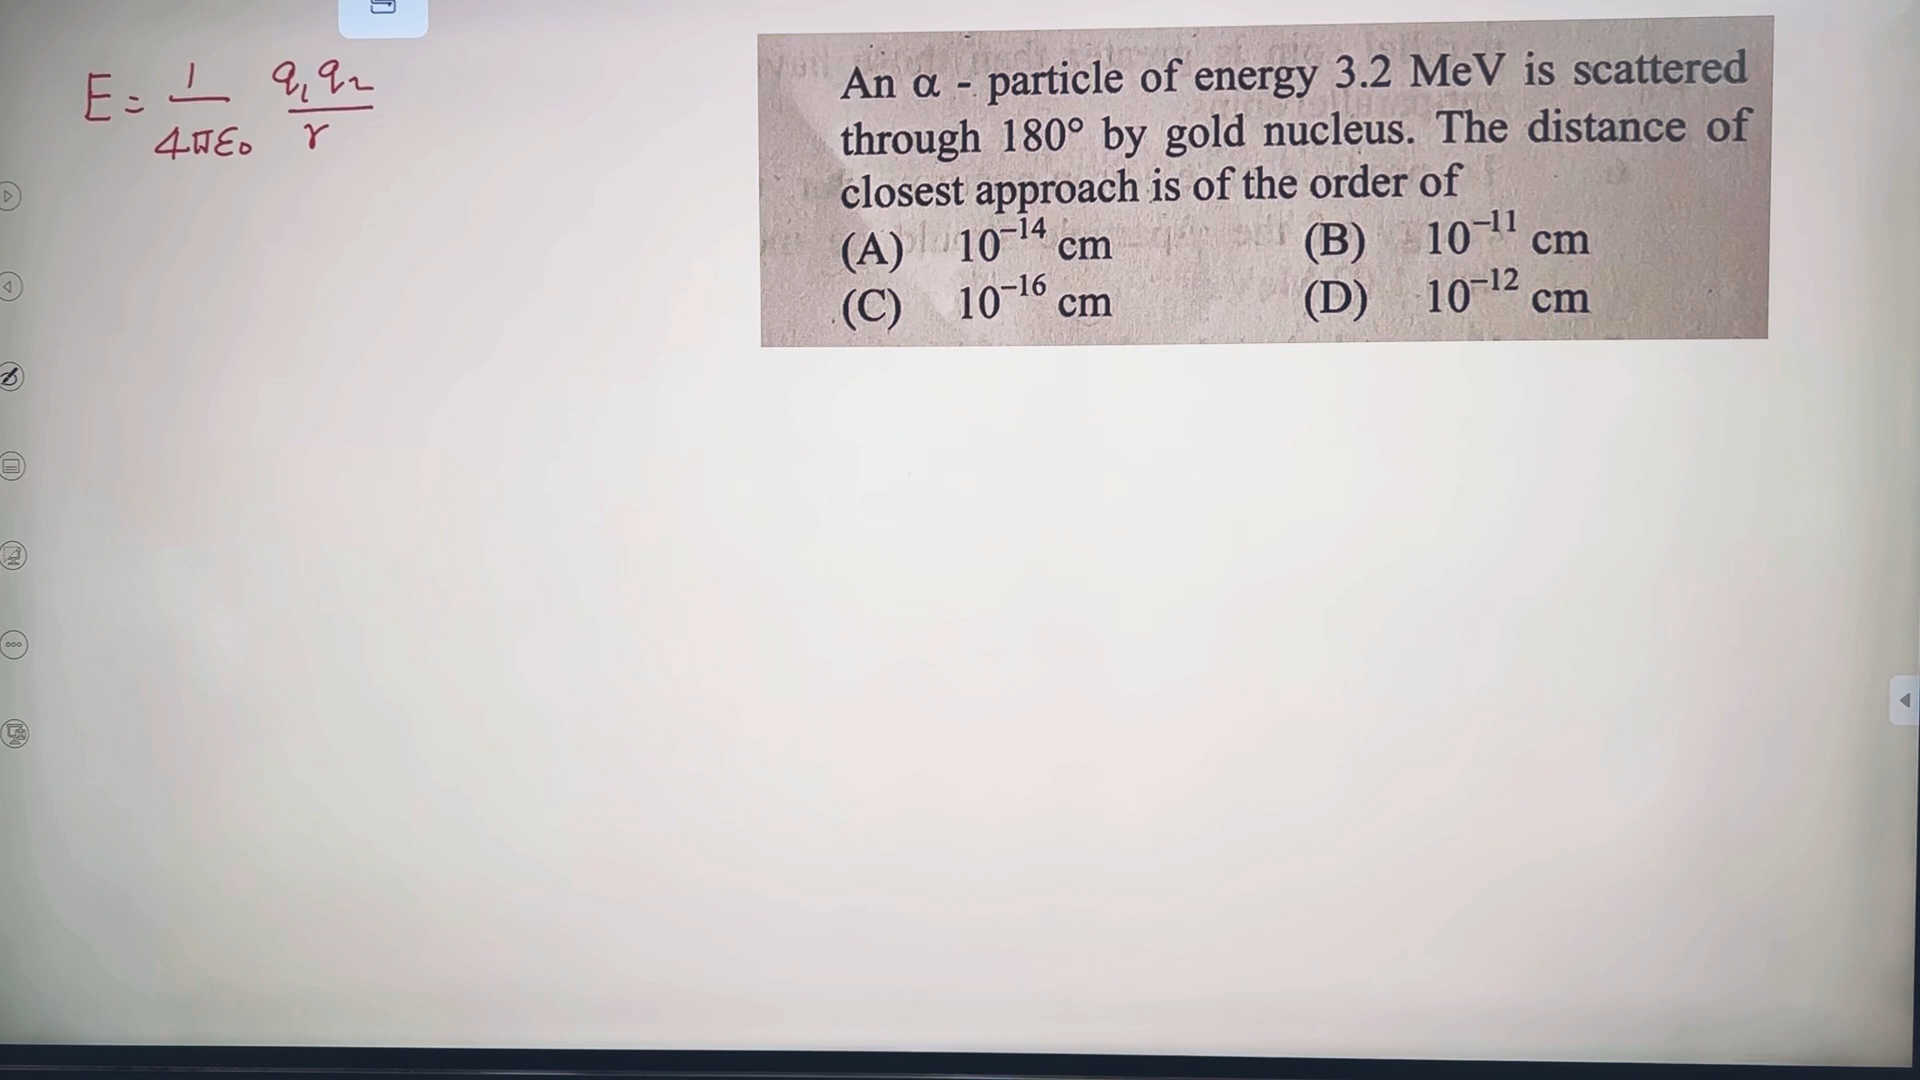 E = 1/4πε₀ q₁q₂/r
An α - particle of energy 3.2 MeV is scattered
through 180° by gold nucleus. The distance of
closest approach is of the order of
(A) 10⁻¹⁴ cm (B) 10⁻¹¹ cm
(C) 10⁻¹⁶ cm (D) 10⁻¹² cm